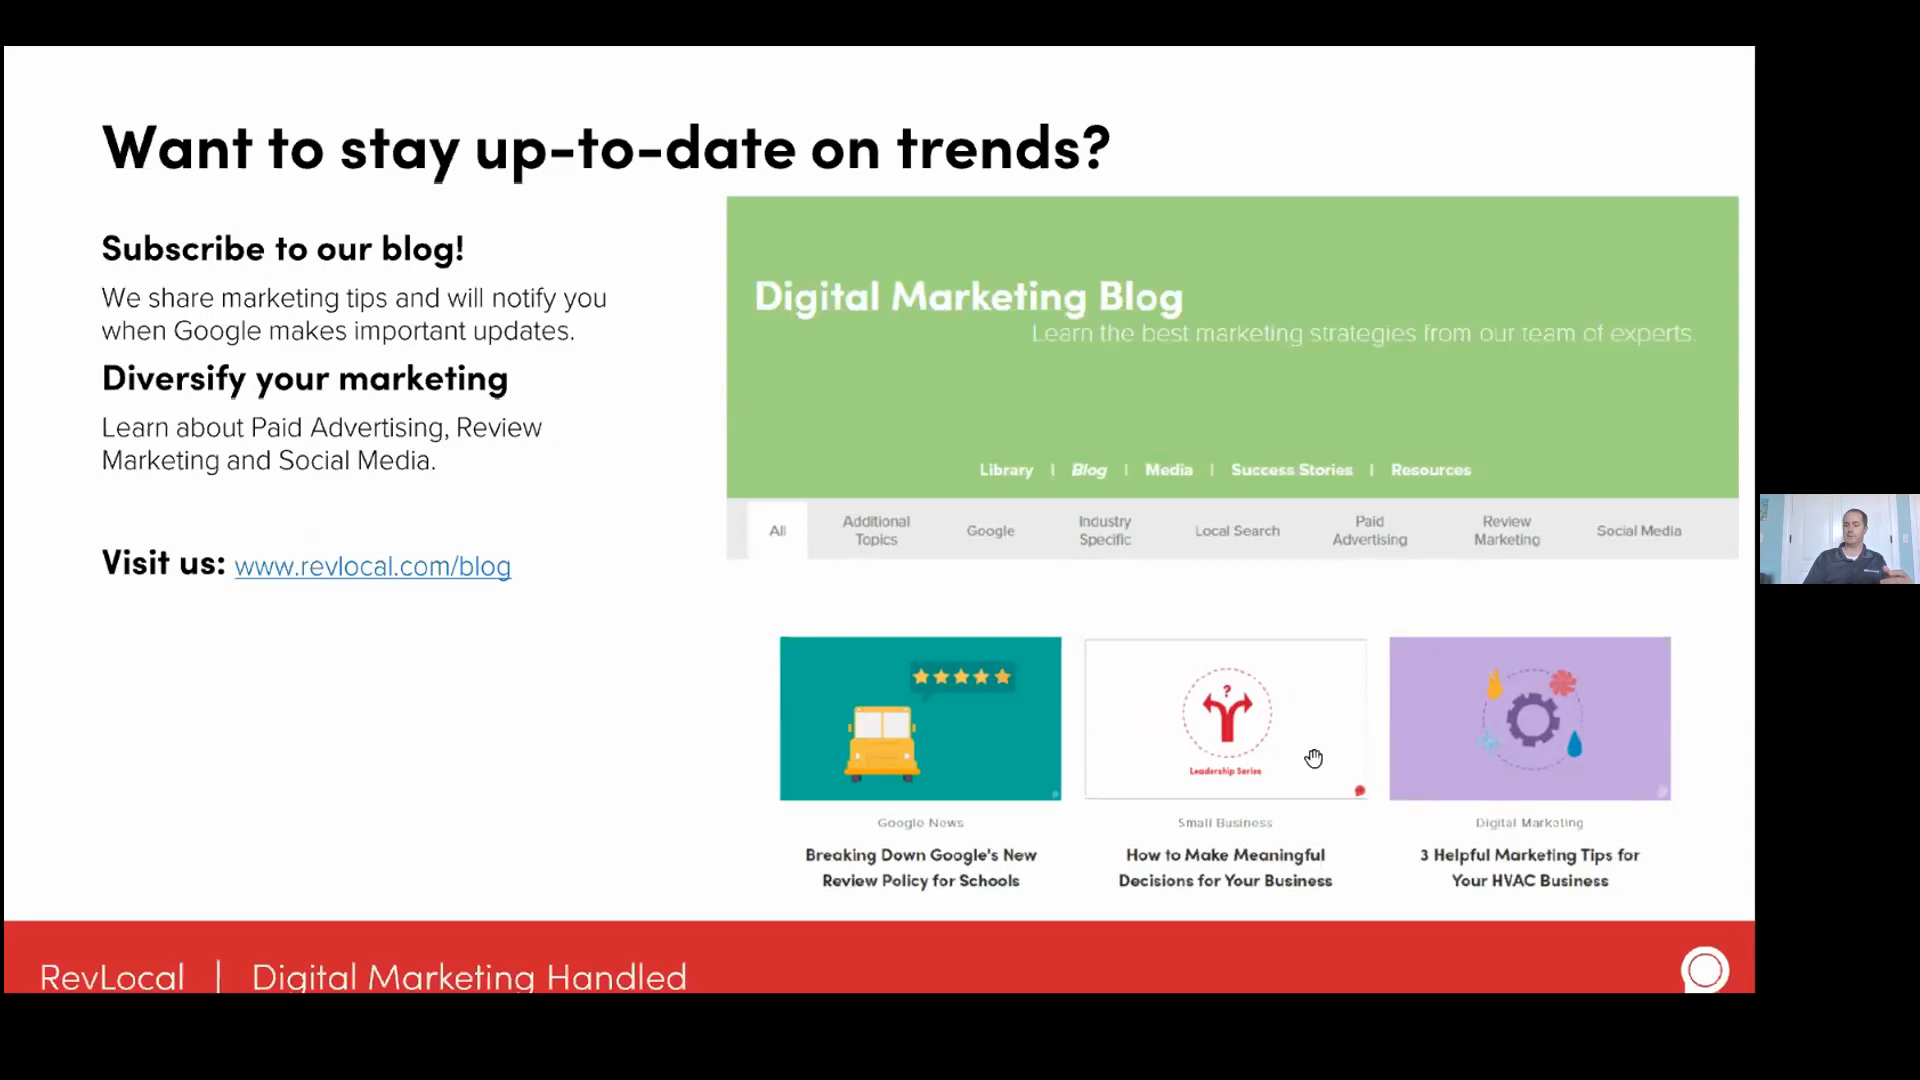 Want to stay up-to-date on trends?
Subscribe to our blog!
We share marketing tips and will notify you
when Google makes important updates.
Diversify your marketing
Learn about Paid Advertising, Review
Marketing and Social Media.
Visit us: www.revlocal.com/blog
Digital Marketing Blog
Learn the best marketing strategies from our team of experts.
Library | Blog | Media | Success Stories | Resources
All
Additional
Topics
Google
Industry
Specific
Local Search
Paid
Advertising
Review
Marketing
Social Media
Google News
Breaking Down Google's New
Review Policy for Schools
?
Leadership Series
Small Business
How to Make Meaningful
Decisions for Your Business
Digital Marketing
3 Helpful Marketing Tips for
Your HVAC Business
RevLocal | Digital Marketing Handled